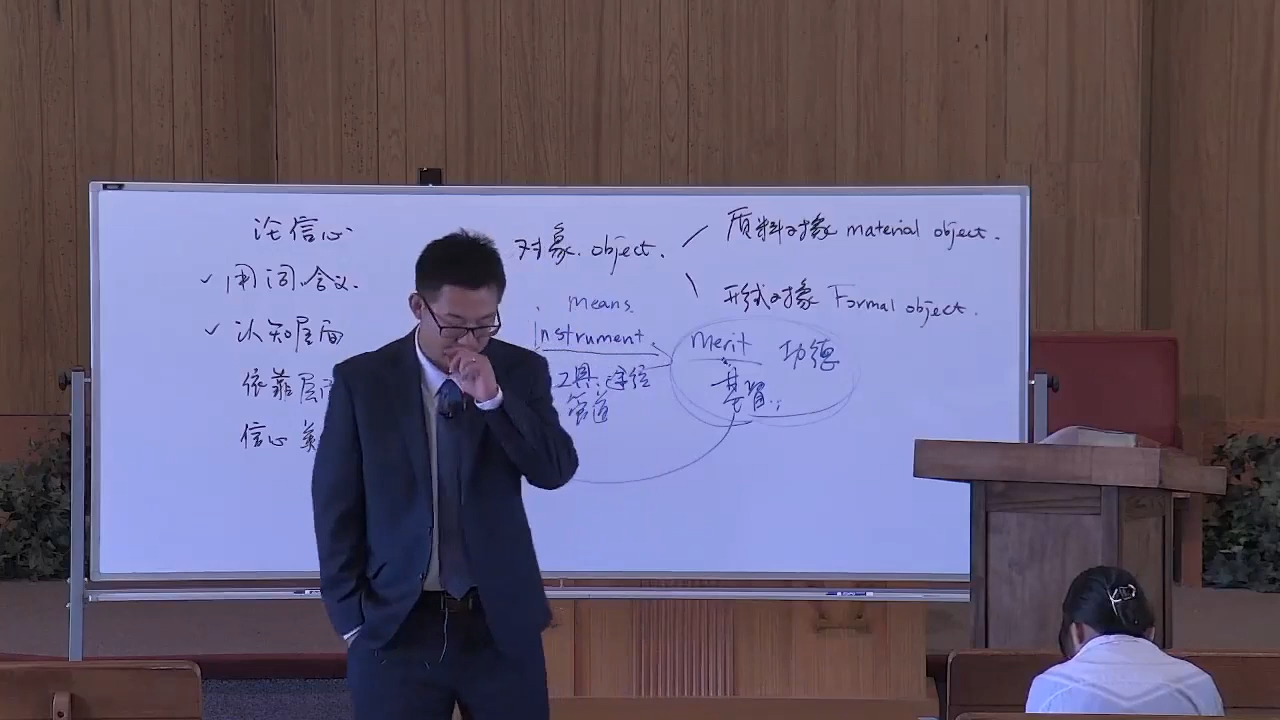 论信心
✓用词、含义.
✓认知层面
依靠层
信心
对象. object.
质料对象 material object.
形式对象 Formal object.
means.
Instrument
工具、途径
管道
merit 功德
基督